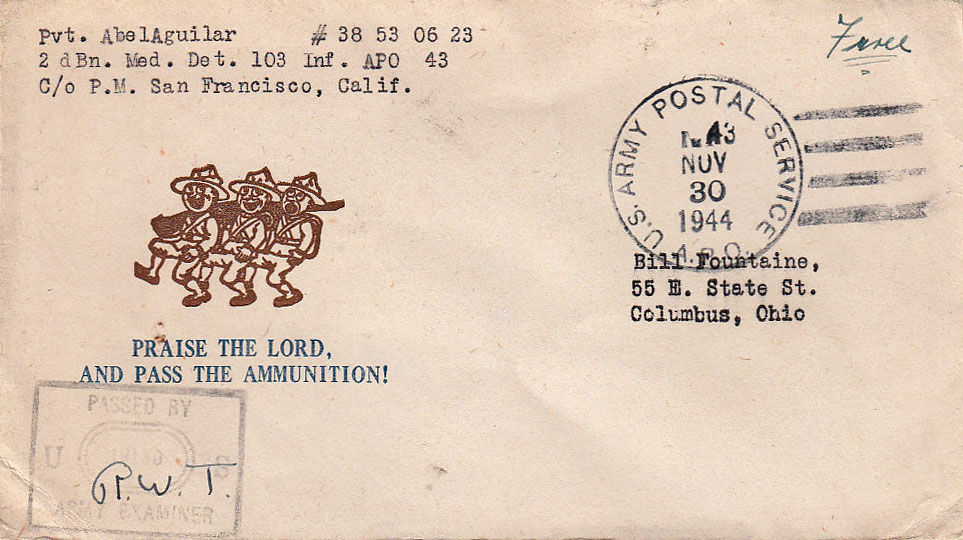 Pvt. AbelAguilar # 38 53 06 23
2 dBn. Med. Det. 103 Inf. APO 43
C/o P.M. San Francisco, Calif.
Free
U.S. ARMY POSTAL SERVICE
43
NOV
30
1944
A.P.O.
Bill Fountaine,
55 E. State St.
Columbus, Ohio
PRAISE THE LORD,
AND PASS THE AMMUNITION!
PASSED BY
U S
R.W.T.
ARMY EXAMINER